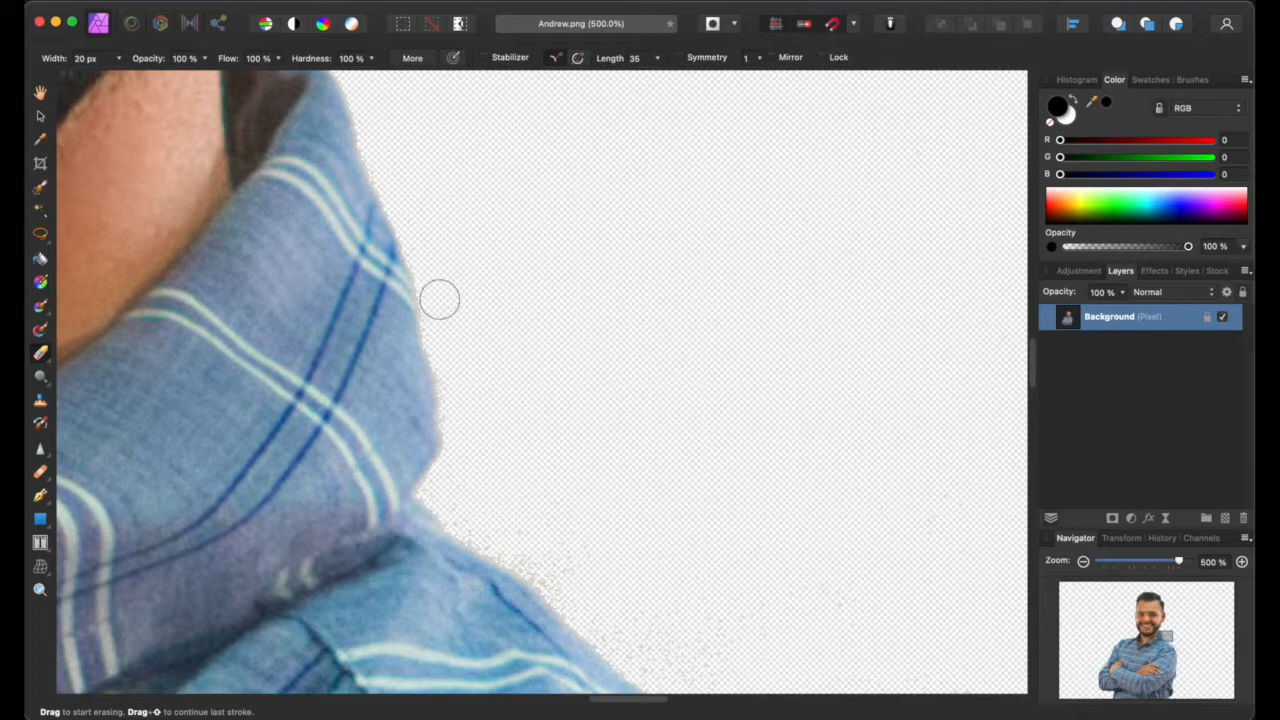 Andrew.png (500.0%)
Width: 20 px Opacity: 100 % Flow: 100 % Hardness: 100 % More Stabilizer Length 35 Symmetry 1 Mirror Lock
Histogram Color Swatches Brushes
RGB
R 0
G 0
B 0
Opacity
100 %
Adjustment Layers Effects Styles Stock
Opacity: 100 % Normal
Background (Pixel)
Navigator Transform History Channels
Zoom: 500 %
Drag to start erasing. Drag+⇧ to continue last stroke.